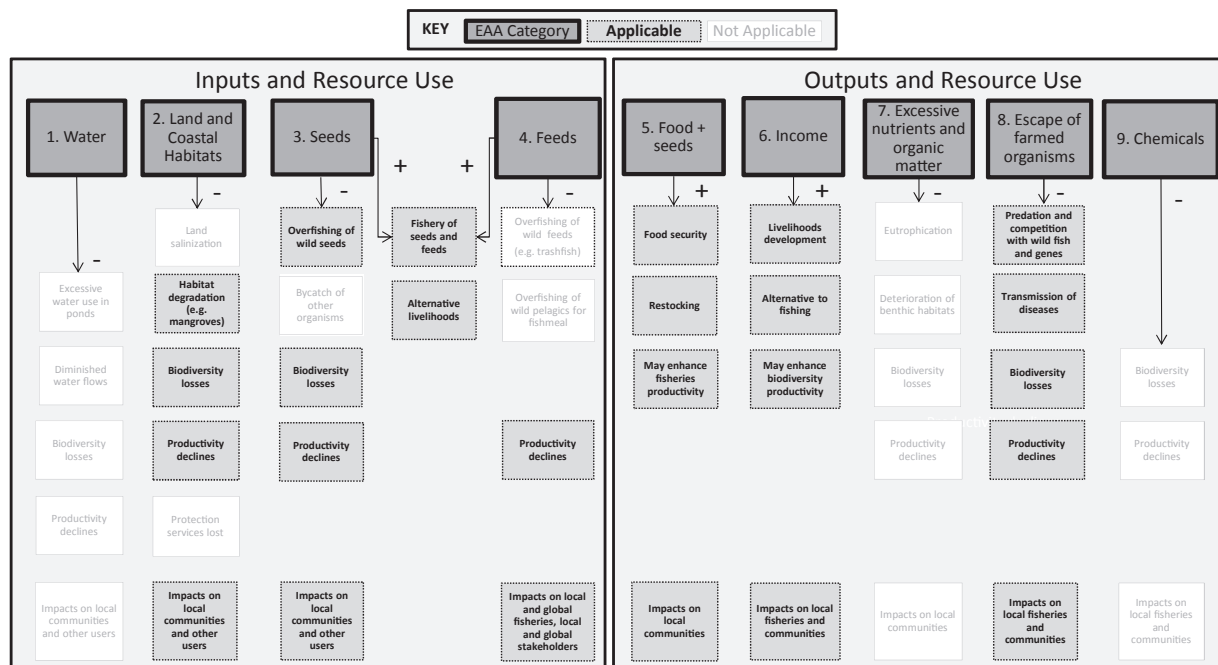 KEY
EAA Category
Applicable
Not Applicable
Inputs and Resource Use
1. Water
2. Land and
Coastal
Habitats
3. Seeds
4. Feeds
+
+
-
-
-
-
Land
salinization
Overfishing of
wild seeds
Fishery of
seeds and
feeds
Overfishing of
wild feeds
(e.g. trashfish)
Excessive
water use in
ponds
Habitat
degradation
(e.g.
mangroves)
Bycatch of
other
organisms
Alternative
livelihoods
Overfishing of
wild pelagics for
fishmeal
Diminished
water flows
Biodiversity
losses
Biodiversity
losses
Biodiversity
losses
Productivity
declines
Productivity
declines
Productivity
declines
Productivity
declines
Protection
services lost
Impacts on local
communities
and other users
Impacts on
local
communities
and other
users
Impacts on
local
communities
and other
users
Impacts on local
and global
fisheries, local
and global
stakeholders
Outputs and Resource Use
5. Food +
seeds
6. Income
7. Excessive
nutrients and
organic
matter
8. Escape of
farmed
organisms
9. Chemicals
+
+
-
-
-
Food security
Livelihoods
development
Eutrophication
Predation and
competition
with wild fish
and genes
Restocking
Alternative to
fishing
Deterioration of
benthic habitats
Transmission of
diseases
May enhance
fisheries
productivity
May enhance
biodiversity
productivity
Biodiversity
losses
Biodiversity
losses
Biodiversity
losses
Productivity
declines
Productivity
declines
Productivity
declines
Impacts on
local
communities
Impacts on local
fisheries and
communities
Impacts on local
communities
Impacts on local
fisheries and
communities
Impacts on
local fisheries
and
communities